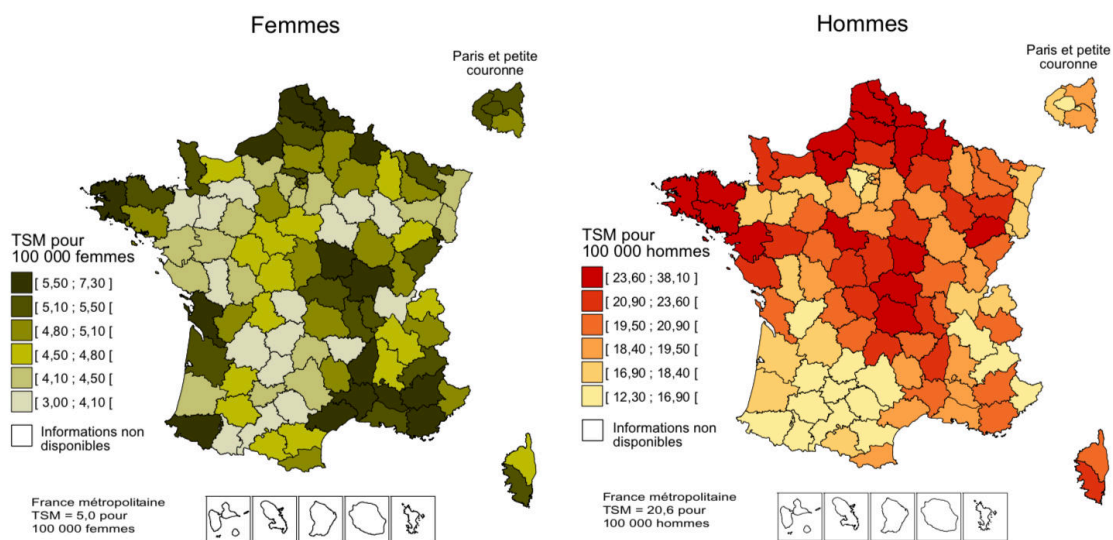 Femmes
Paris et petite
couronne
TSM pour
100 000 femmes
[ 5,50 ; 7,30 ]
[ 5,10 ; 5,50 [
[ 4,80 ; 5,10 [
[ 4,50 ; 4,80 [
[ 4,10 ; 4,50 [
[ 3,00 ; 4,10 [
Informations non
disponibles
France métropolitaine
TSM = 5,0 pour
100 000 femmes
Hommes
Paris et petite
couronne
TSM pour
100 000 hommes
[ 23,60 ; 38,10 ]
[ 20,90 ; 23,60 [
[ 19,50 ; 20,90 [
[ 18,40 ; 19,50 [
[ 16,90 ; 18,40 [
[ 12,30 ; 16,90 [
Informations non
disponibles
France métropolitaine
TSM = 20,6 pour
100 000 hommes